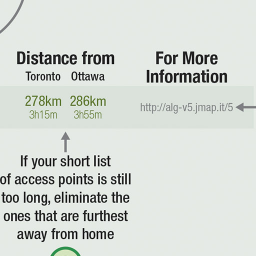 Distance from
Toronto Ottawa
278km 286km
3h15m 3h55m
For More
Information
http://alg-v5.jmap.it/5
If your short list
of access points is still
too long, eliminate the
ones that are furthest
away from home